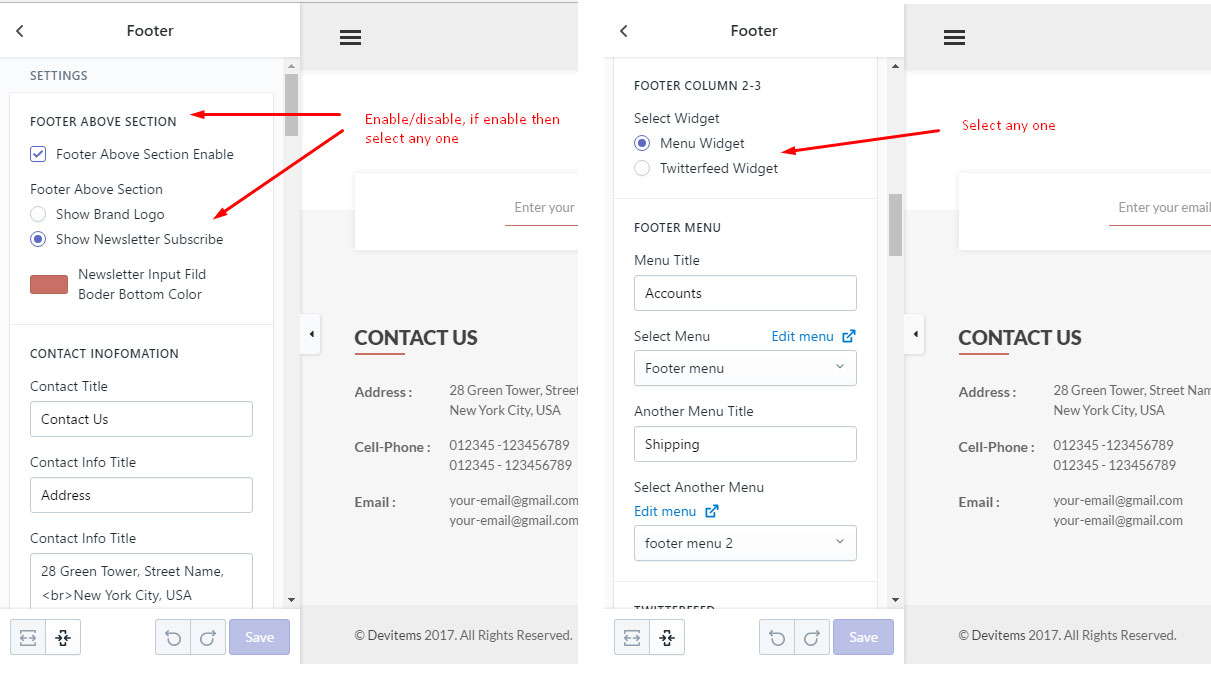 Footer
SETTINGS
FOOTER ABOVE SECTION
Footer Above Section Enable
Footer Above Section
Show Brand Logo
Show Newsletter Subscribe
Newsletter Input Fild
Boder Bottom Color
CONTACT INOFOMATION
Contact Title
Contact Us
Contact Info Title
Address
Contact Info Title
28 Green Tower, Street Name,
<br>New York City, USA
Save
Enable/disable, if enable then
select any one
Enter your
CONTACT US
Address :
28 Green Tower, Street
New York City, USA
Cell-Phone :
012345 -123456789
012345 - 123456789
Email :
your-email@gmail.com
your-email@gmail.com
© Devitems 2017. All Rights Reserved.
Footer
FOOTER COLUMN 2-3
Select Widget
Menu Widget
Twitterfeed Widget
FOOTER MENU
Menu Title
Accounts
Select Menu
Edit menu
Footer menu
Another Menu Title
Shipping
Select Another Menu
Edit menu
footer menu 2
TWITTERFEED
Save
Select any one
Enter your email
CONTACT US
Address :
28 Green Tower, Street Nam
New York City, USA
Cell-Phone :
012345 -123456789
012345 - 123456789
Email :
your-email@gmail.com
your-email@gmail.com
© Devitems 2017. All Rights Reserved.